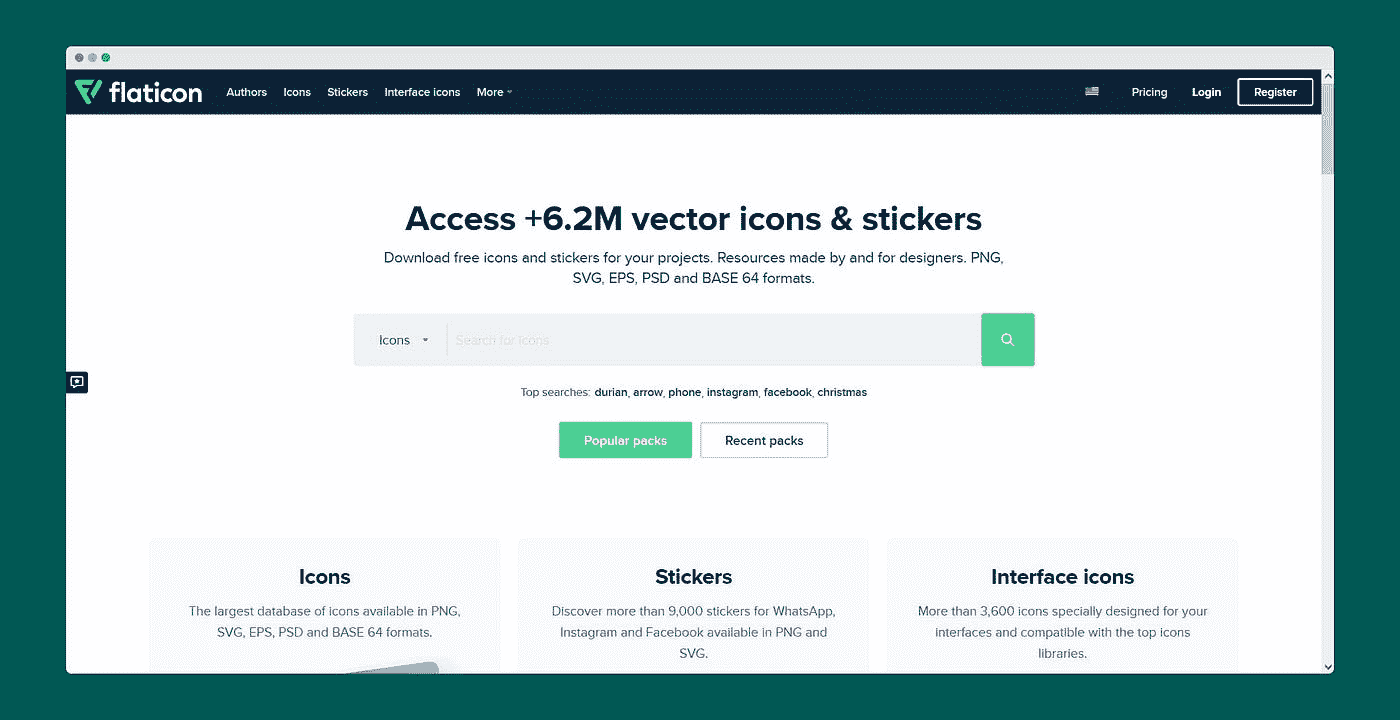 flaticon Authors Icons Stickers Interface icons More Pricing Login Register
Access +6.2M vector icons & stickers
Download free icons and stickers for your projects. Resources made by and for designers. PNG,
SVG, EPS, PSD and BASE 64 formats.
Icons Search for icons
Top searches: durian, arrow, phone, instagram, facebook, christmas
Popular packs Recent packs
Icons
The largest database of icons available in PNG,
SVG, EPS, PSD and BASE 64 formats.
Stickers
Discover more than 9,000 stickers for WhatsApp,
Instagram and Facebook available in PNG and
SVG.
Interface icons
More than 3,600 icons specially designed for your
interfaces and compatible with the top icons
libraries.